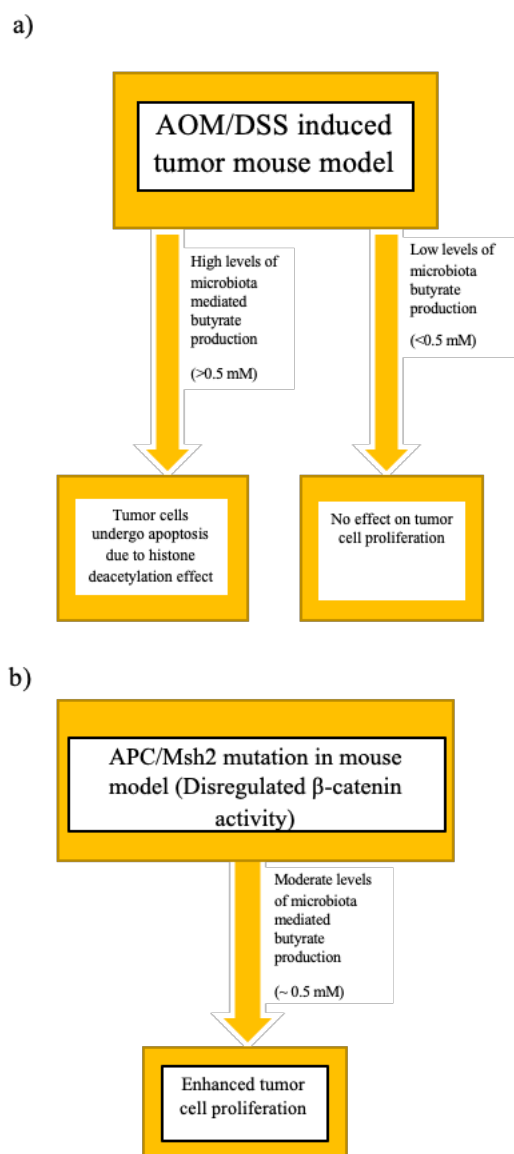 a)
AOM/DSS induced
tumor mouse model
High levels of
microbiota
mediated
butyrate
production
(>0.5 mM)
Low levels of
microbiota
butyrate
production
(<0.5 mM)
Tumor cells
undergo apoptosis
due to histone
deacetylation effect
No effect on tumor
cell proliferation
b)
APC/Msh2 mutation in mouse
model (Disregulated β-catenin
activity)
Moderate levels
of microbiota
mediated
butyrate
production
(~ 0.5 mM)
Enhanced tumor
cell proliferation